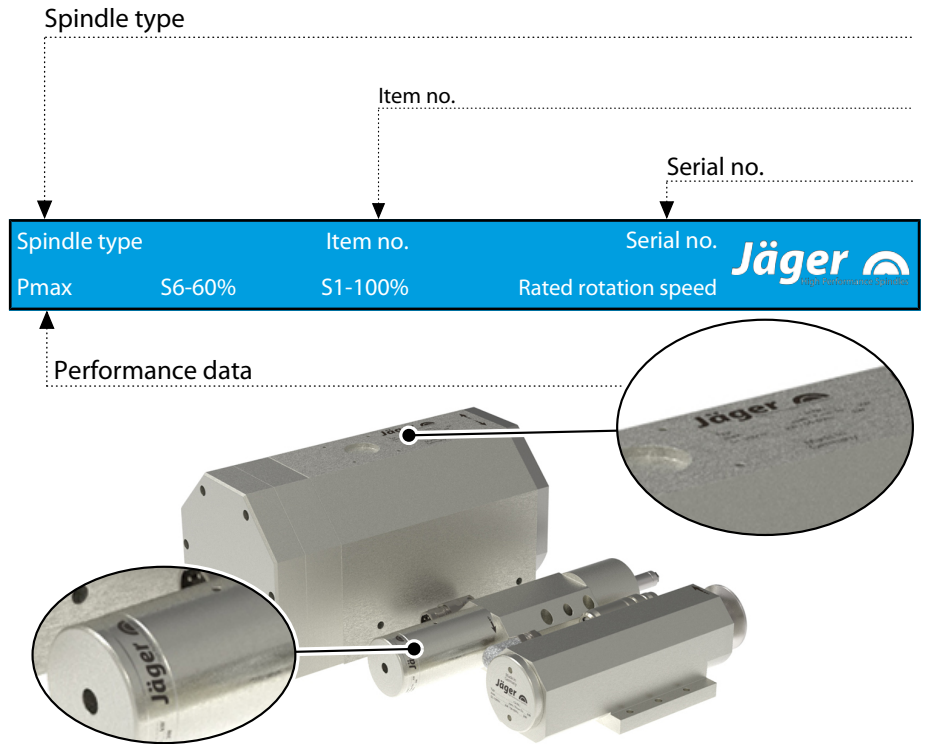 Spindle type
Item no.
Serial no.
Spindle type Item no. Serial no.
Jäger
Pmax S6-60% S1-100% Rated rotation speed
Performance data
Jäger
Jäger
Jäger
Jäger